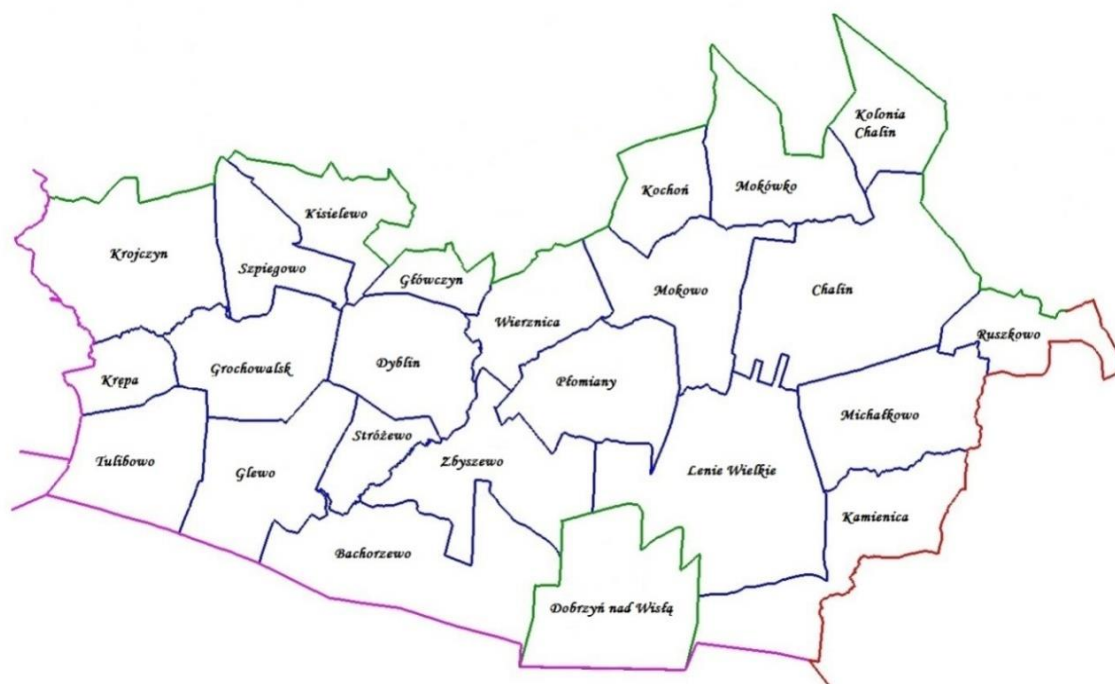 Kolonia
Chalin
Kochoń
Mokówko
Kisielewo
Krojczyn
Szpiegowo
Główczyn
Mokowo
Chalin
Wierznica
Ruszkowo
Krępa
Grochowalsk
Dyblin
Płomiany
Michałkowo
Stróżewo
Tulibowo
Glewo
Zbyszewo
Lenie Wielkie
Kamienica
Bachorzewo
Dobrzyń nad Wisłą